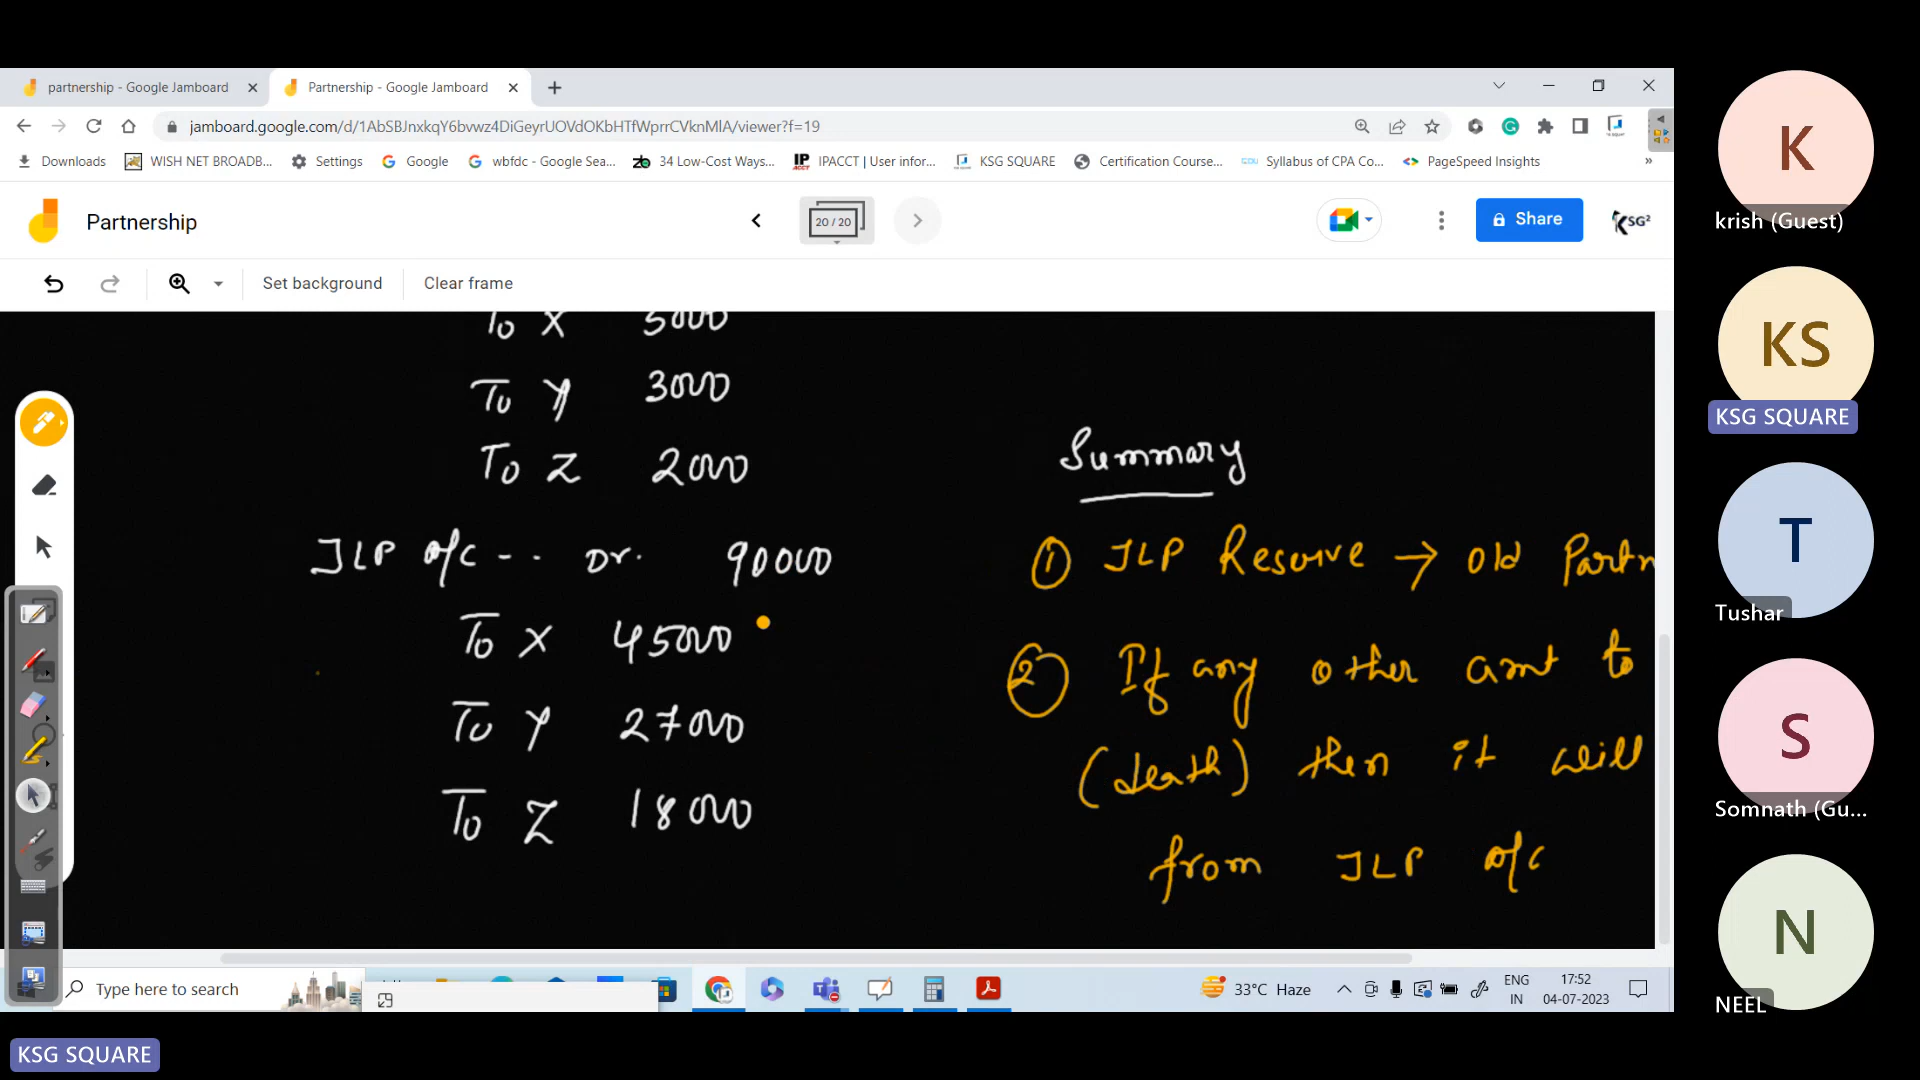 partnership - Google Jamboard
Partnership - Google Jamboard
jamboard.google.com/d/1AbSBJnxkqY6bvwz4DiGeyrUOVdOKbHTfWprrCVknMlA/viewer?f=19
Downloads WISH NET BROADB... Settings Google wbfdc - Google Sea... 34 Low-Cost Ways... IPACCT | User infor... KSG SQUARE Certification Course... Syllabus of CPA Co... PageSpeed Insights »
Partnership 20 / 20 Share KSG²
Set background Clear frame
To X 5000
To Y 3000
To Z 2000
JLP a/c -- Dr. 90000
To X 45000
To Y 27000
To Z 18000
Summary
① JLP Reserve → old Partn
② If any other amt to
(death) then it will
from JLP a/c
Type here to search
33°C Haze
ENG
IN
17:52
04-07-2023
K
krish (Guest)
KS
KSG SQUARE
T
Tushar
S
Somnath (Gu...
N
NEEL
KSG SQUARE